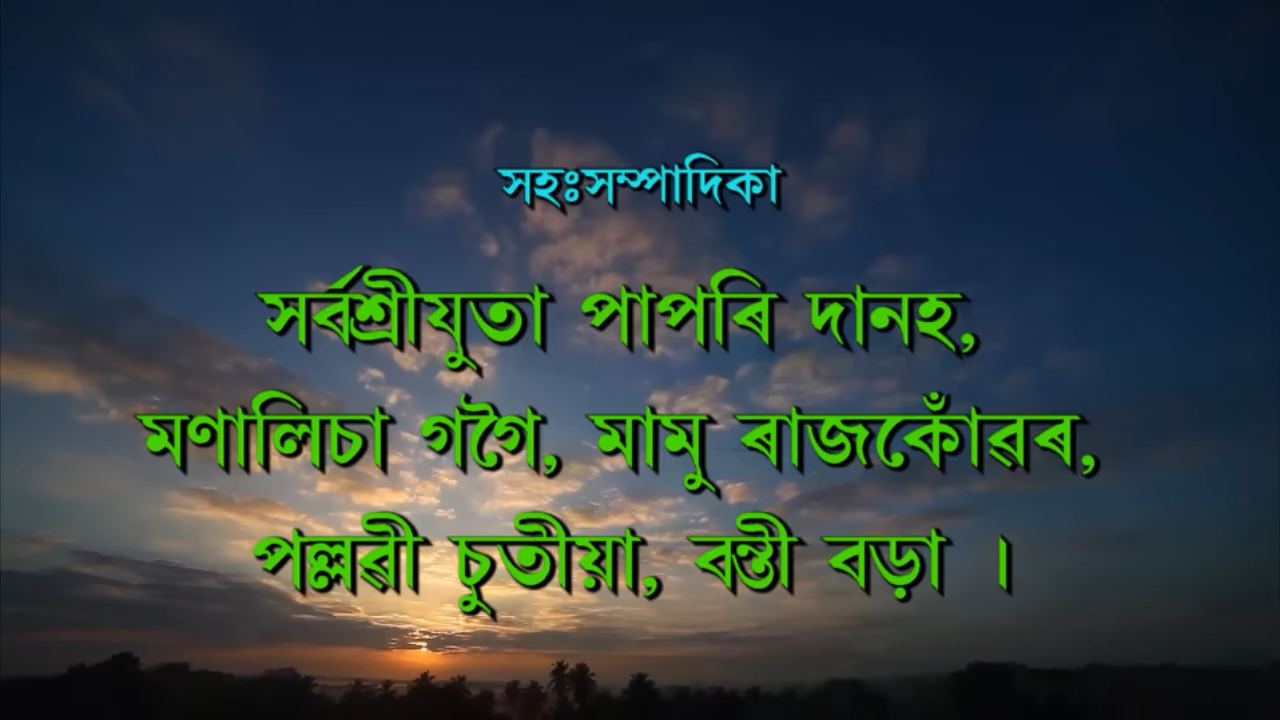 সহঃসম্পাদিকা
সৰ্বশ্ৰীযুতা পাপৰি দানহ,
মণালিচা গগৈ, মামু ৰাজকোঁৱৰ,
পল্লৱী চুতীয়া, বন্তী বড়া ।